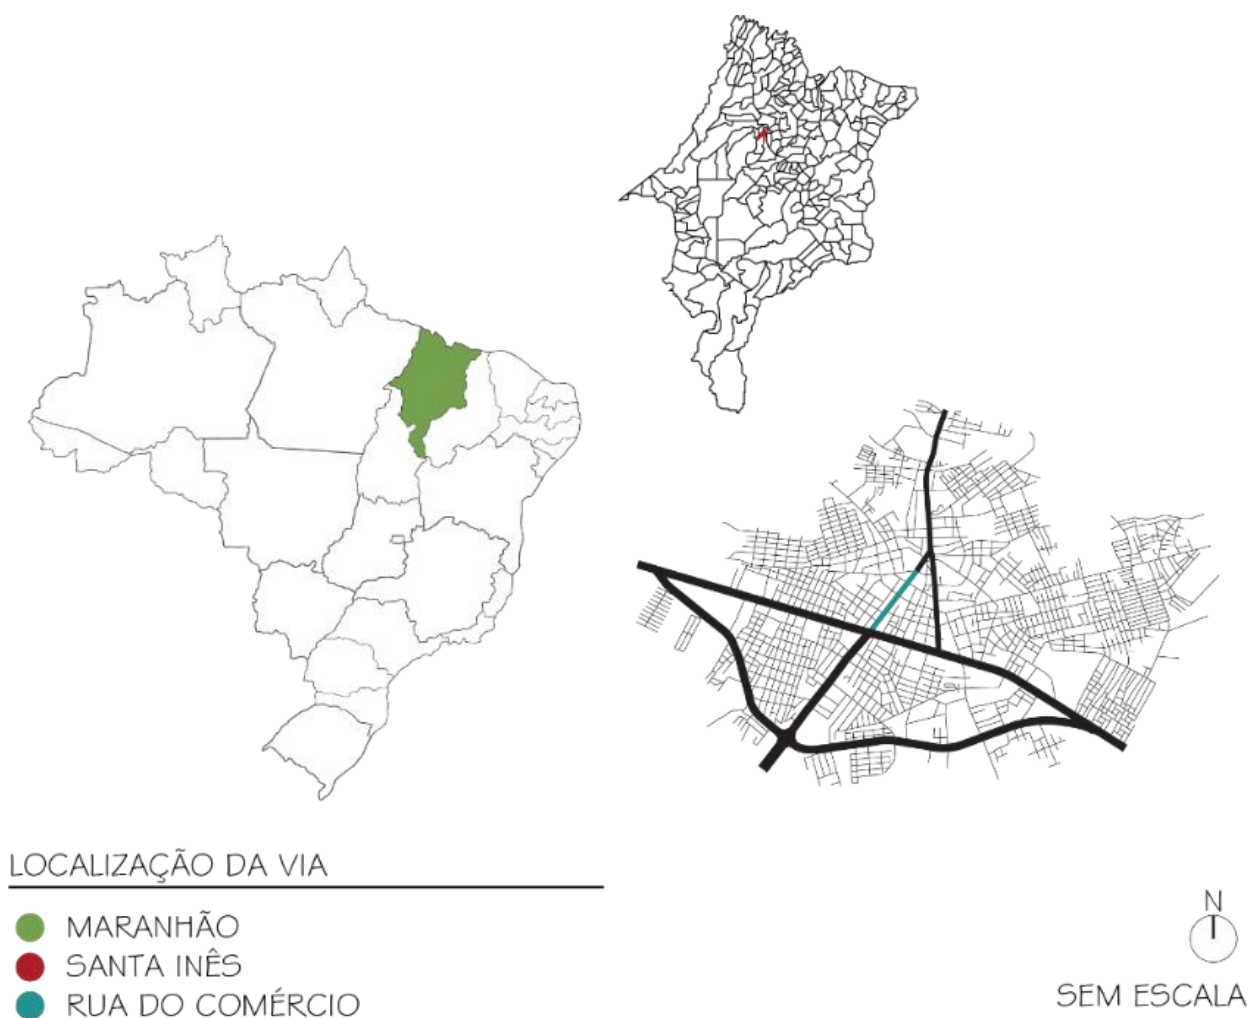 LOCALIZAÇÃO DA VIA
MARANHÃO
SANTA INÊS
RUA DO COMÉRCIO
N
SEM ESCALA